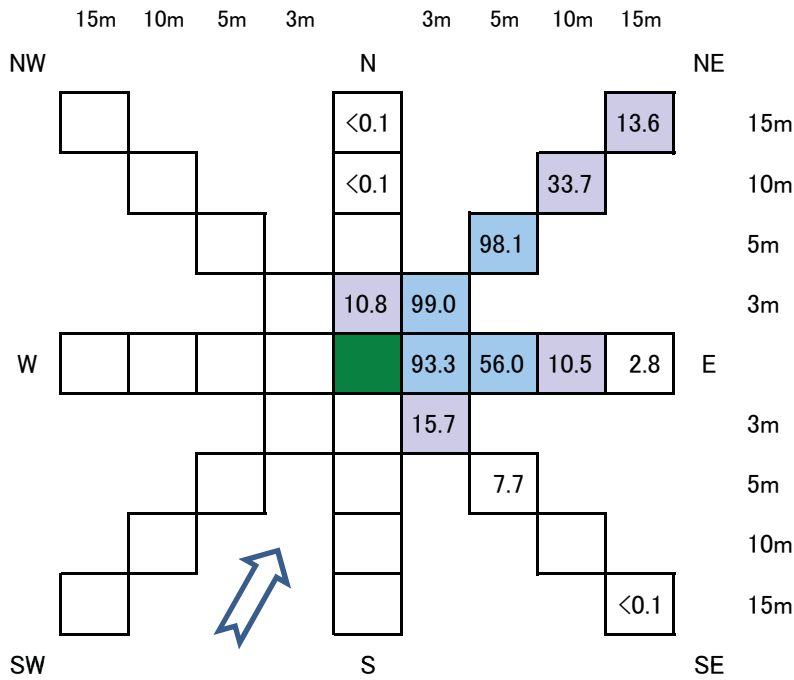 15m 10m 5m 3m 3m 5m 10m 15m
NW N NE
<0.1 13.6 15m
<0.1 33.7 10m
98.1 5m
10.8 99.0 3m
W 93.3 56.0 10.5 2.8 E
15.7 3m
7.7 5m
10m
<0.1 15m
SW S SE